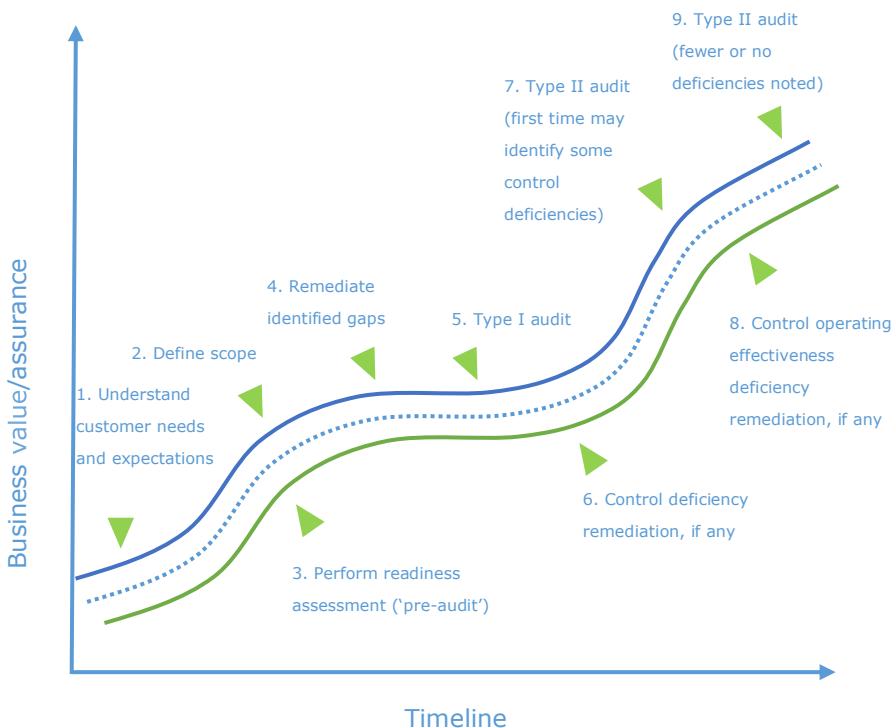 9. Type II audit
(fewer or no
deficiencies noted)
7. Type II audit
(first time may
identify some
control
deficiencies)
4. Remediate
identified gaps
5. Type I audit
2. Define scope
1. Understand
customer needs
and expectations
8. Control operating
effectiveness
deficiency
remediation, if any
6. Control deficiency
remediation, if any
3. Perform readiness
assessment (‘pre-audit’)
Business value/assurance
Timeline